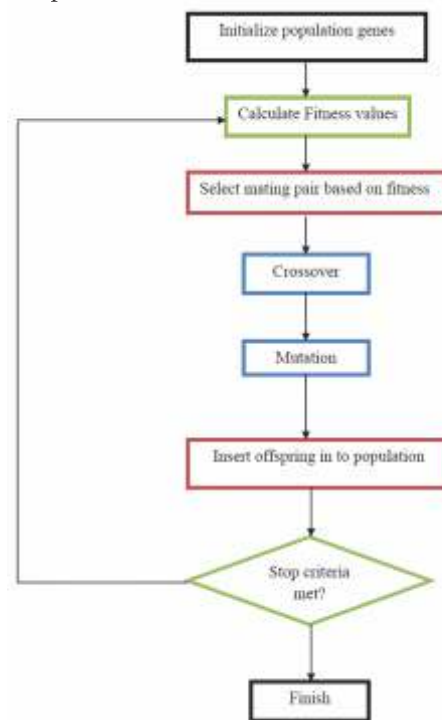 Initialize population genes
Calculate Fitness values
Select mating pair based on fitness
Crossover
Mutation
Insert offspring in to population
Stop criteria
met?
Finish